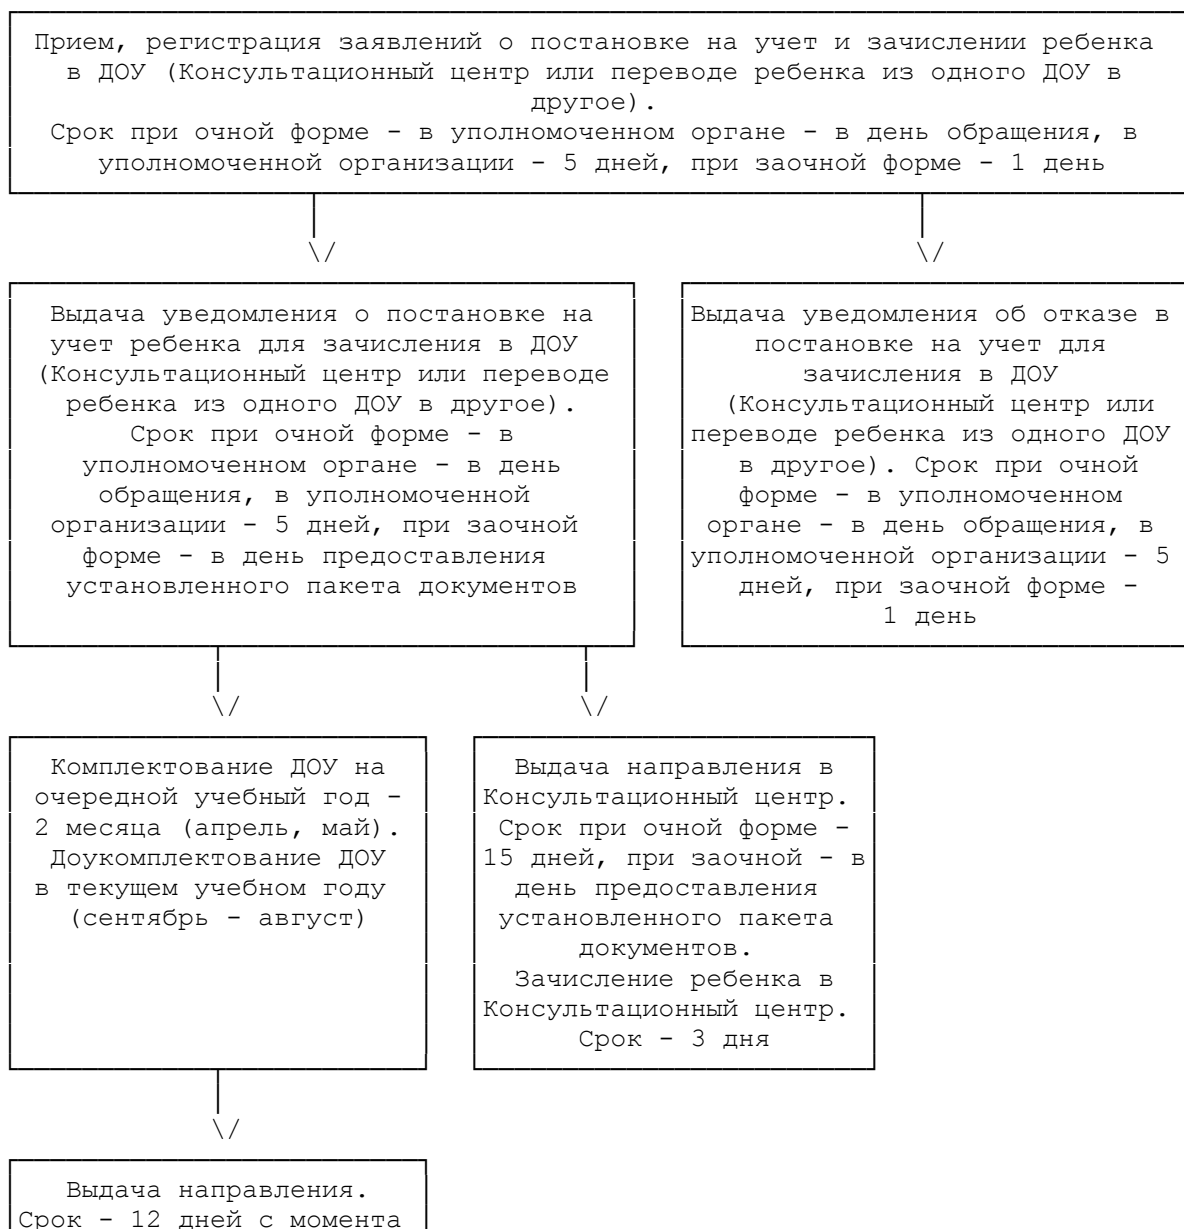 Прием, регистрация заявлений о постановке на учет и зачислении ребенка
в ДОУ (Консультационный центр или переводе ребенка из одного ДОУ в
другое).
Срок при очной форме - в уполномоченном органе - в день обращения, в
уполномоченной организации - 5 дней, при заочной форме - 1 день
Выдача уведомления о постановке на
учет ребенка для зачисления в ДОУ
(Консультационный центр или переводе
ребенка из одного ДОУ в другое).
Срок при очной форме - в
уполномоченном органе - в день
обращения, в уполномоченной
организации - 5 дней, при заочной
форме - в день предоставления
установленного пакета документов
Выдача уведомления об отказе в
постановке на учет для
зачисления в ДОУ
(Консультационный центр или
переводе ребенка из одного ДОУ
в другое). Срок при очной
форме - в уполномоченном
органе - в день обращения, в
уполномоченной организации - 5
дней, при заочной форме -
1 день
Комплектование ДОУ на
очередной учебный год -
2 месяца (апрель, май).
Доукомплектование ДОУ
в текущем учебном году
(сентябрь - август)
Выдача направления в
Консультационный центр.
Срок при очной форме -
15 дней, при заочной - в
день предоставления
установленного пакета
документов.
Зачисление ребенка в
Консультационный центр.
Срок - 3 дня
Выдача направления.
Срок - 12 дней с момента